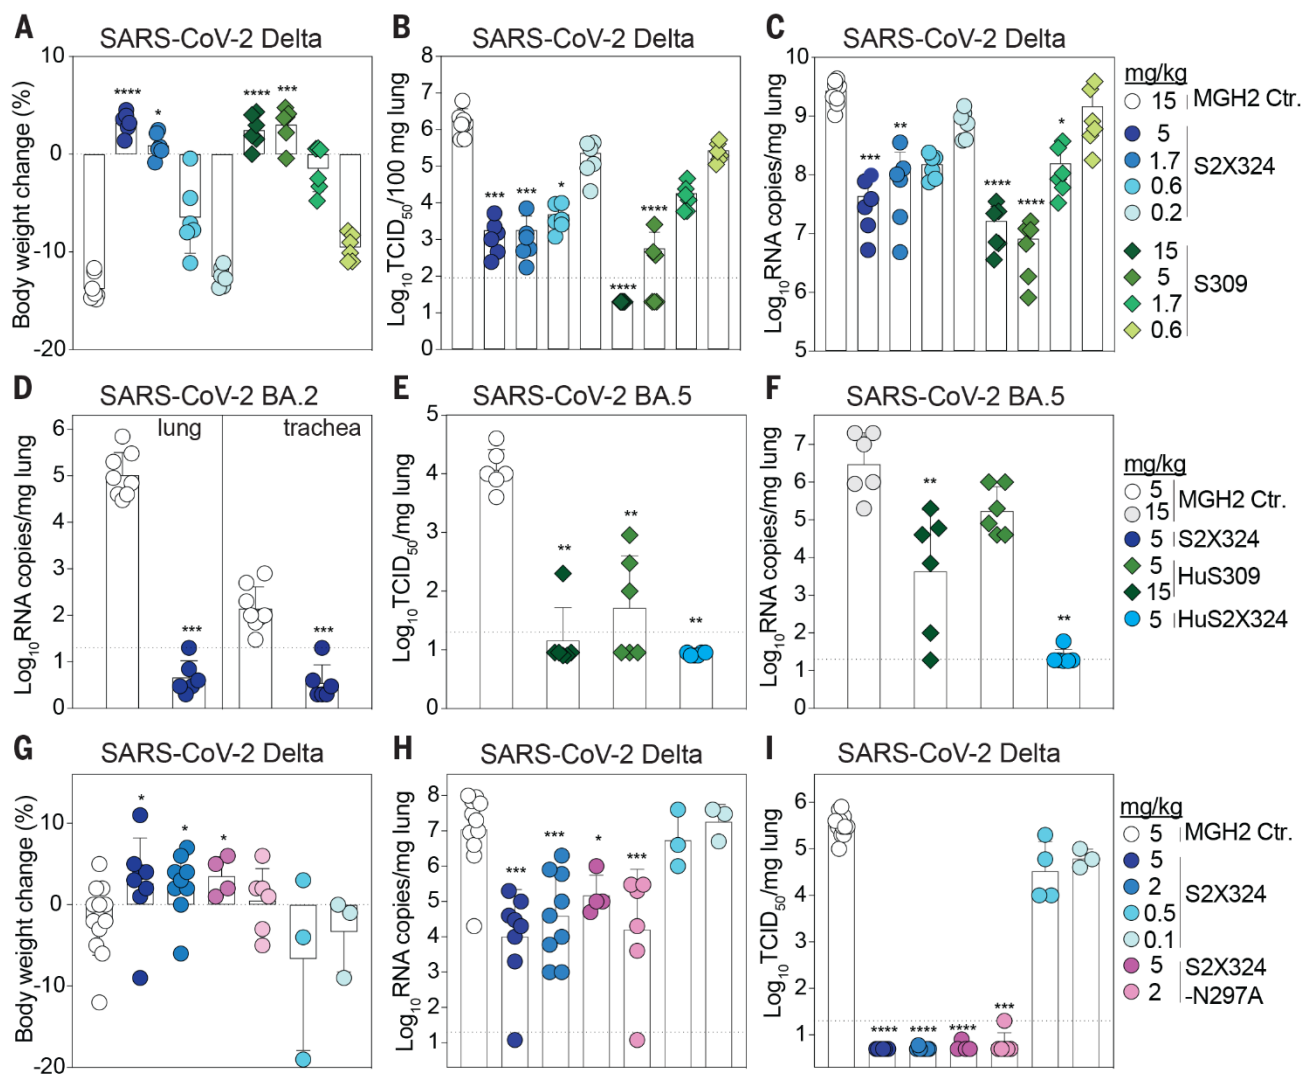 A
SARS-CoV-2 Delta
Body weight change (%)
10
0
-10
-20
****
*
****
***
B
SARS-CoV-2 Delta
Log10TCID50/100 mg lung
8
7
6
5
4
3
2
1
0
***
***
*
****
****
C
SARS-CoV-2 Delta
Log10RNA copies/mg lung
10
9
8
7
6
5
***
**
****
****
*
mg/kg
15 MGH2 Ctr.
5
1.7
0.6
0.2
S2X324
15
5
1.7
0.6
S309
D
SARS-CoV-2 BA.2
lung
trachea
Log10RNA copies/mg lung
6
5
4
3
2
1
0
***
***
E
SARS-CoV-2 BA.5
Log10TCID50/mg lung
5
4
3
2
1
0
**
**
**
F
SARS-CoV-2 BA.5
Log10RNA copies/mg lung
7
6
5
4
3
2
1
0
**
**
mg/kg
5
15
MGH2 Ctr.
5 S2X324
5
15
HuS309
5 HuS2X324
G
SARS-CoV-2 Delta
Body weight change (%)
10
0
-10
-20
*
*
*
H
SARS-CoV-2 Delta
Log10RNA copies/mg lung
8
7
6
5
4
3
2
1
***
***
*
***
I
SARS-CoV-2 Delta
Log10TCID50/mg lung
6
5
4
3
2
1
****
****
****
***
mg/kg
5 MGH2 Ctr.
5
2
0.5
0.1
S2X324
5
2
S2X324
-N297A